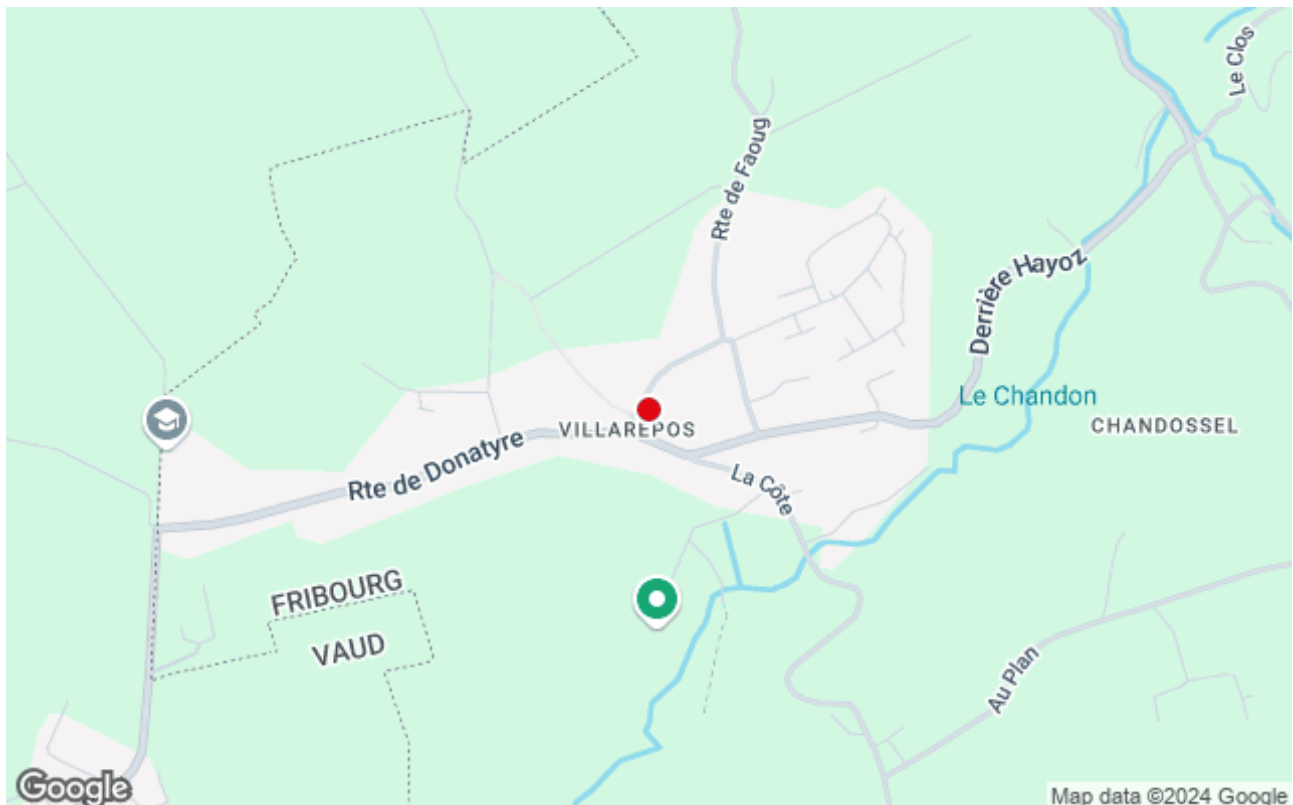 Le Clos
Rte de Faoug
Derrière Hayoz
Le Chandon
CHANDOSSEL
VILLAREPOS
Rte de Donatyre
La Côte
FRIBOURG
VAUD
Au Plan
Google
Map data ©2024 Google